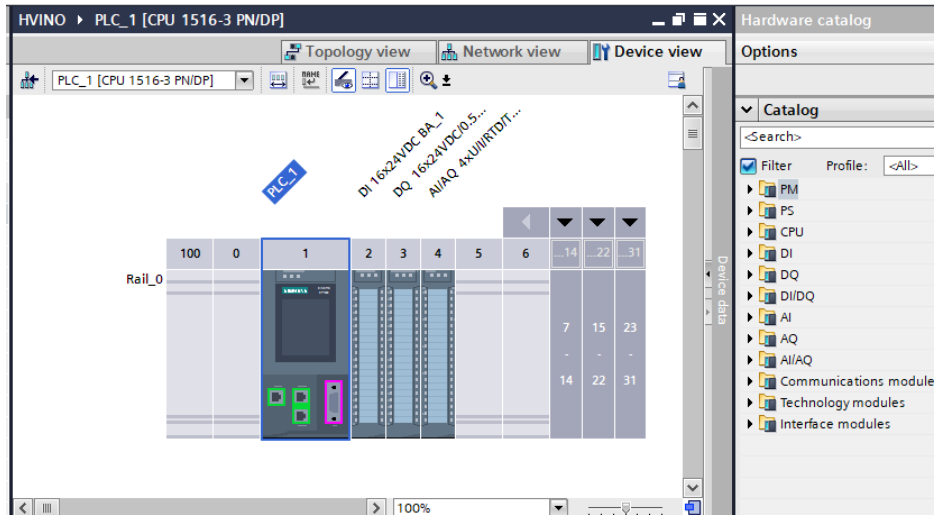 HVINO ▸ PLC_1 [CPU 1516-3 PN/DP]
Hardware catalog
Topology view
Network view
Device view
Options
PLC_1 [CPU 1516-3 PN/DP]
Catalog
<Search>
Filter Profile: <All>
PLC_1
DI 16x24VDC BA_1
DQ 16x24VDC/0.5...
AI/AQ 4xU/I/RTD/T...
100 0 1 2 3 4 5 6 ...14 ...22 ...31
Rail_0
SIEMENS
7 15 23
- - -
14 22 31
Device data
PM
PS
CPU
DI
DQ
DI/DQ
AI
AQ
AI/AQ
Communications module
Technology modules
Interface modules
100%